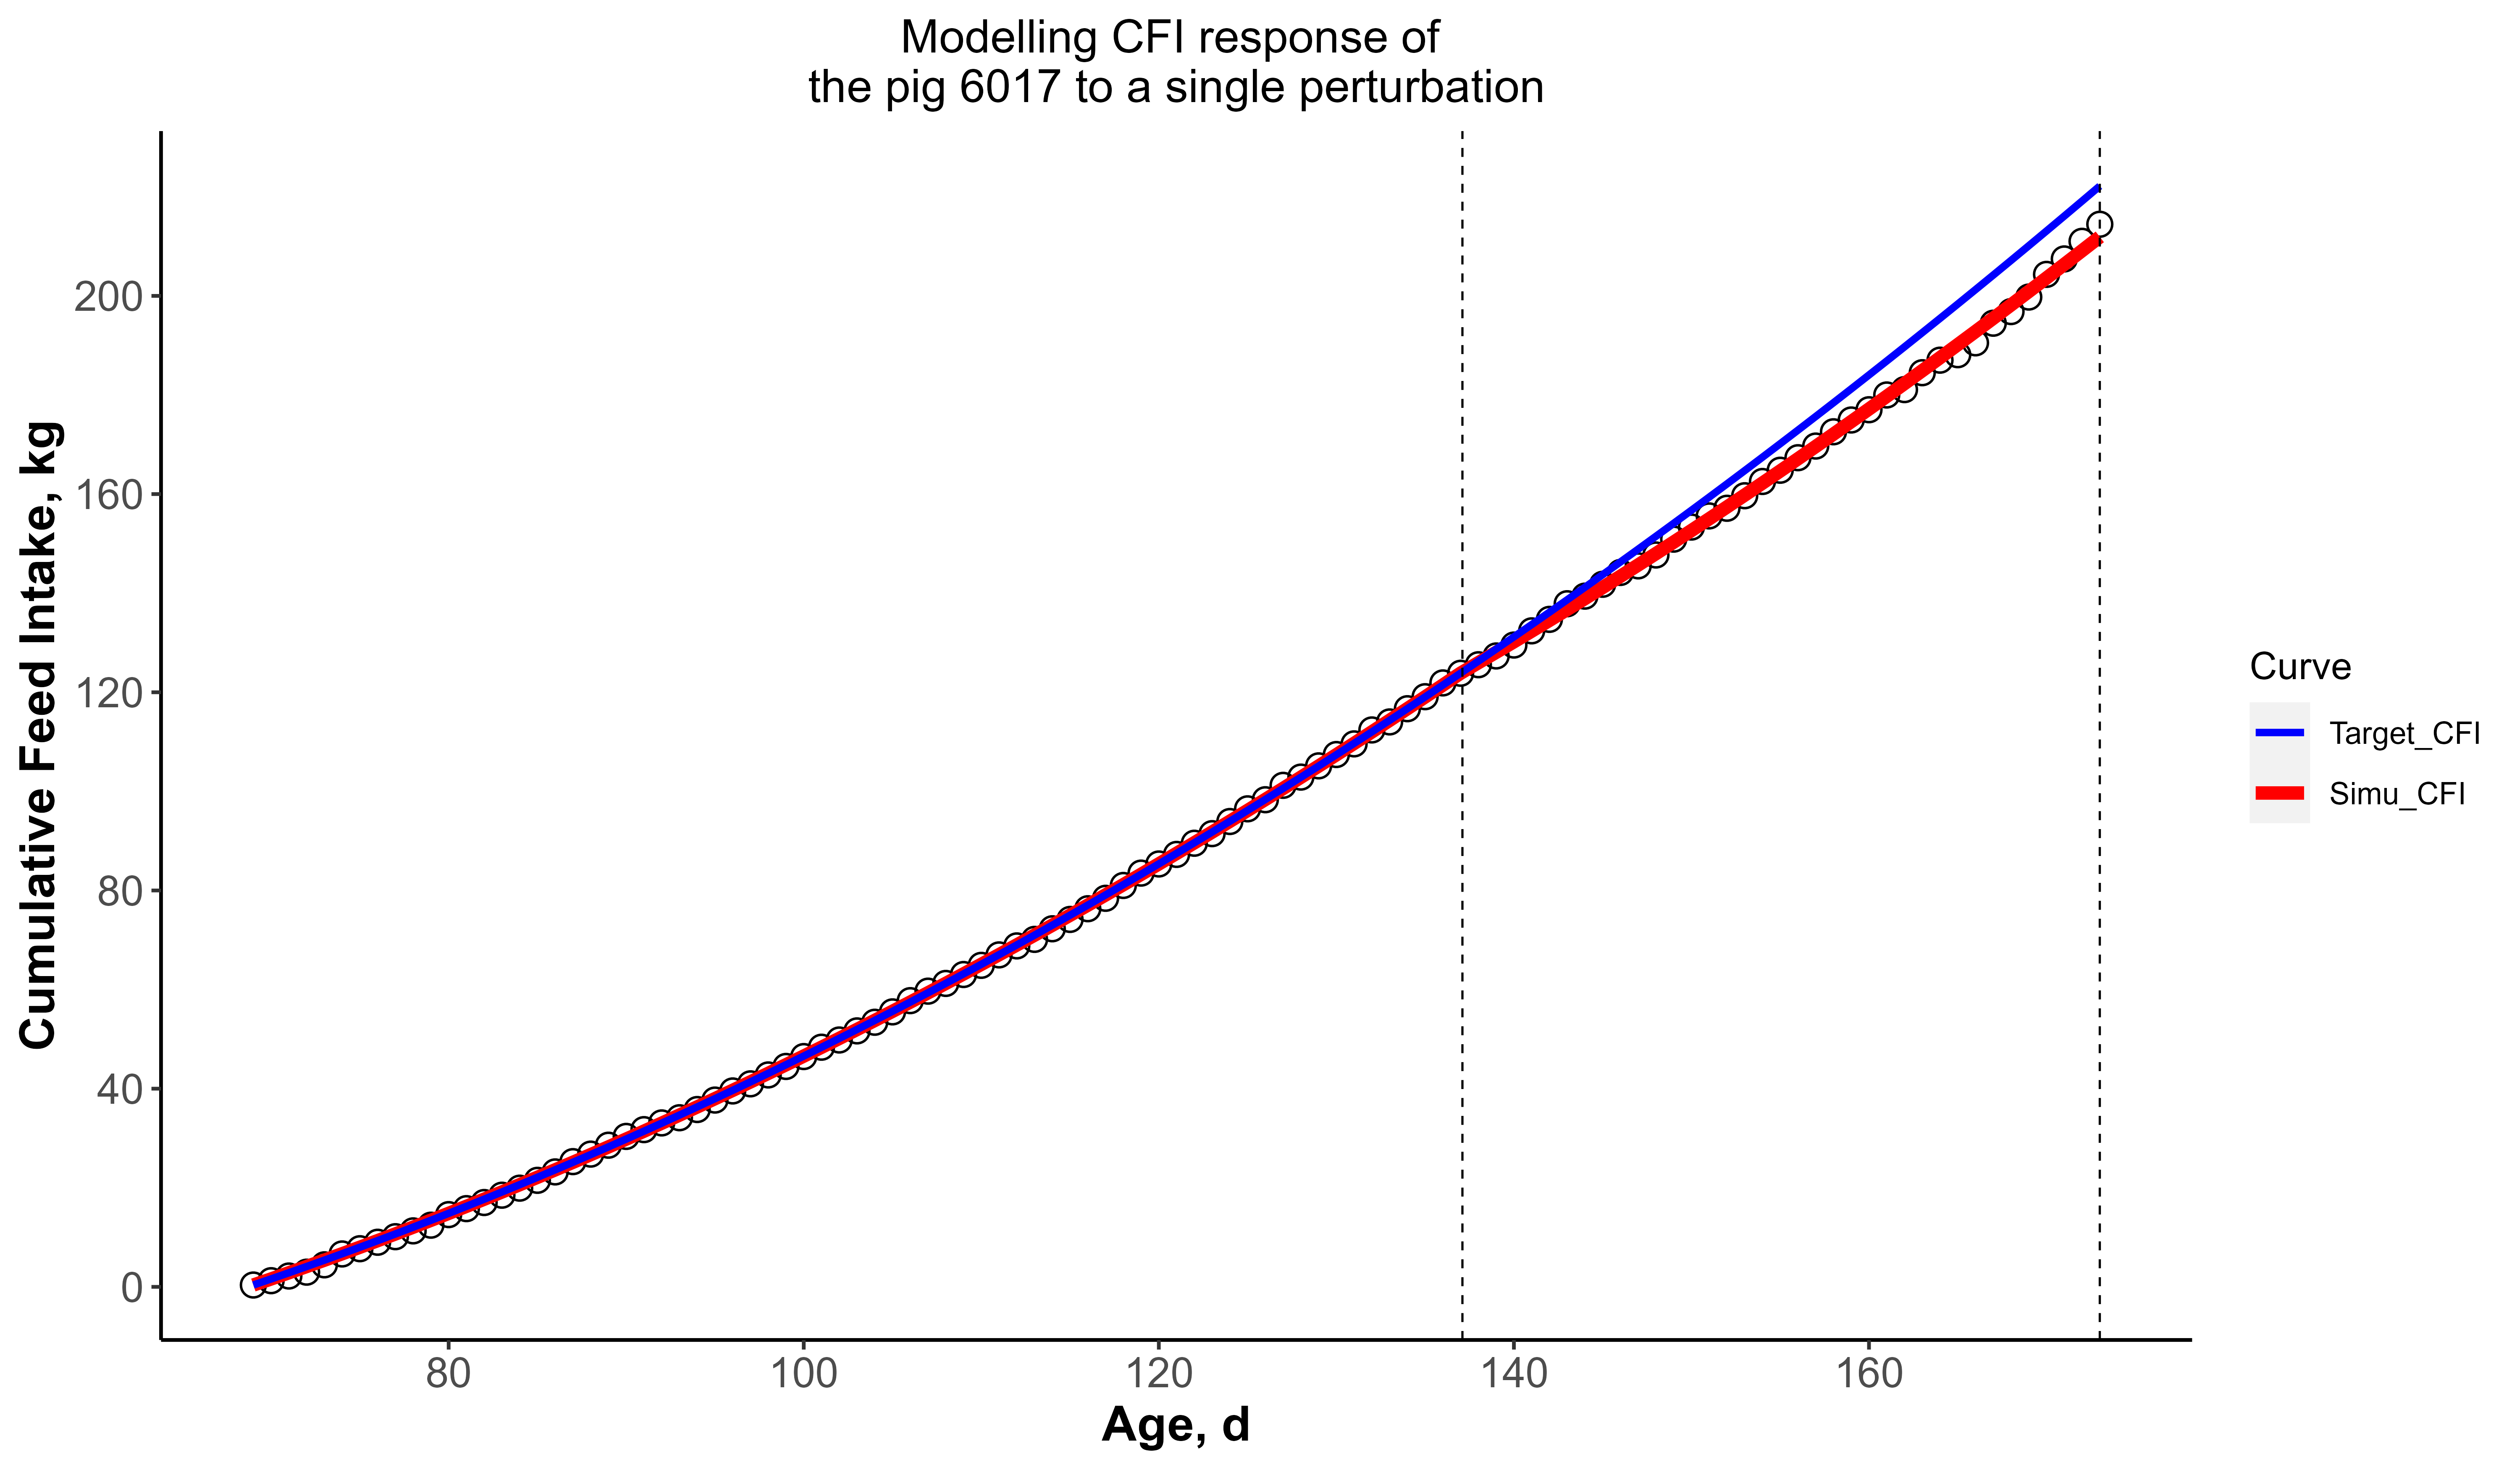 Modelling CFI response of
the pig 6017 to a single perturbation
Cumulative Feed Intake, kg
200
160
120
80
40
0
80
100
120
140
160
Age, d
Curve
Target_CFI
Simu_CFI